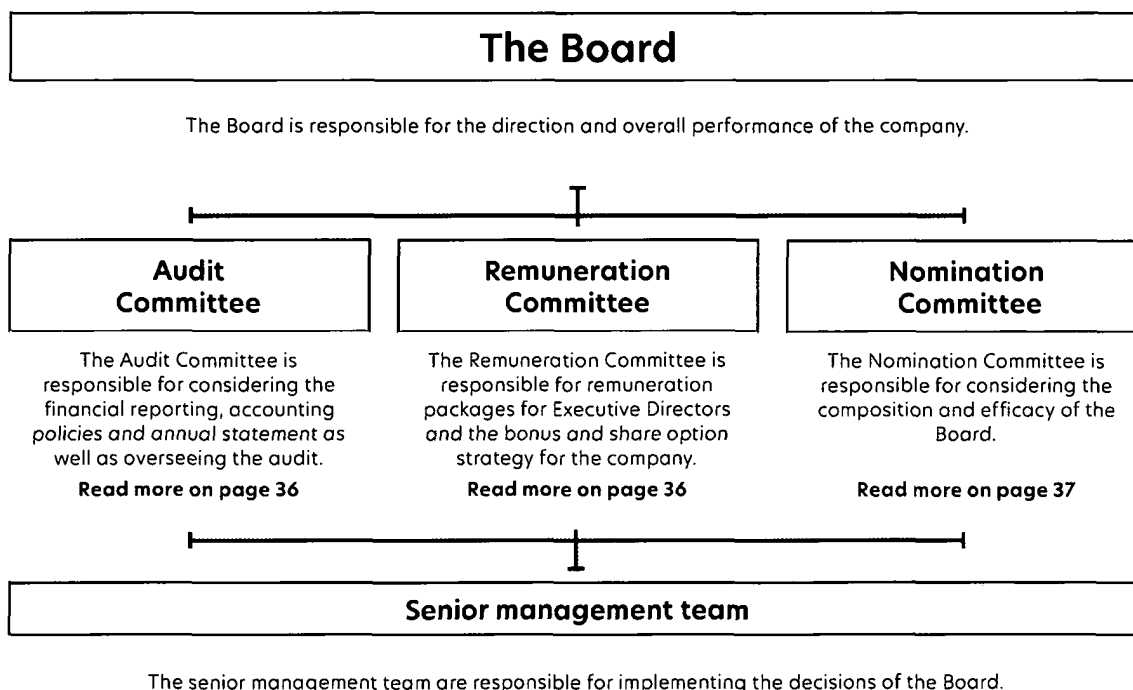 The Board
The Board is responsible for the direction and overall performance of the company.
Audit
Committee
The Audit Committee is
responsible for considering the
financial reporting, accounting
policies and annual statement as
well as overseeing the audit.
Read more on page 36
Remuneration
Committee
The Remuneration Committee is
responsible for remuneration
packages for Executive Directors
and the bonus and share option
strategy for the company.
Read more on page 36
Nomination
Committee
The Nomination Committee is
responsible for considering the
composition and efficacy of the
Board.
Read more on page 37
Senior management team
The senior management team are responsible for implementing the decisions of the Board.